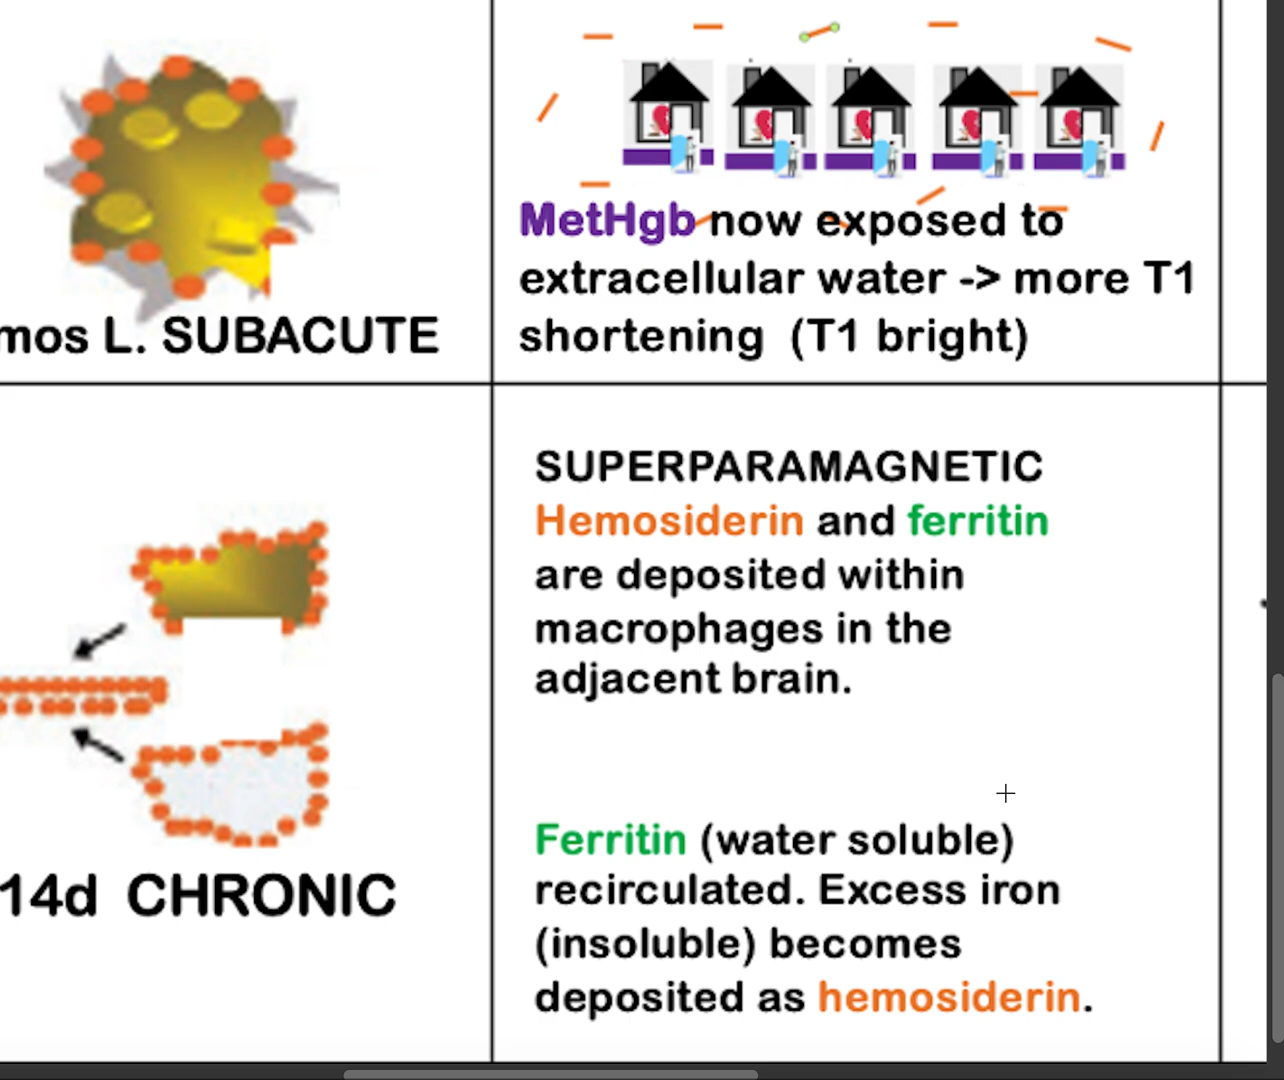 MetHgb now exposed to
extracellular water -> more T1
shortening (T1 bright)
mos L. SUBACUTE
SUPERPARAMAGNETIC
Hemosiderin and ferritin
are deposited within
macrophages in the
adjacent brain.
Ferritin (water soluble)
recirculated. Excess iron
(insoluble) becomes
deposited as hemosiderin.
14d CHRONIC